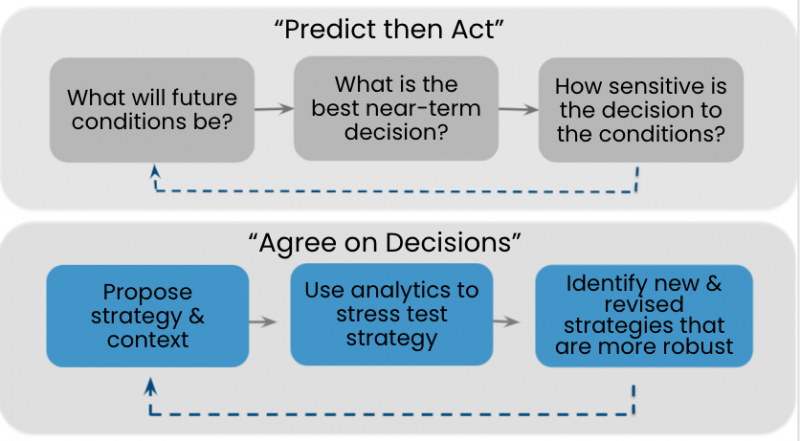 “Predict then Act”
What will future
conditions be?
What is the
best near-term
decision?
How sensitive is
the decision to
the conditions?
“Agree on Decisions”
Propose
strategy &
context
Use analytics to
stress test
strategy
Identify new &
revised
strategies that
are more robust